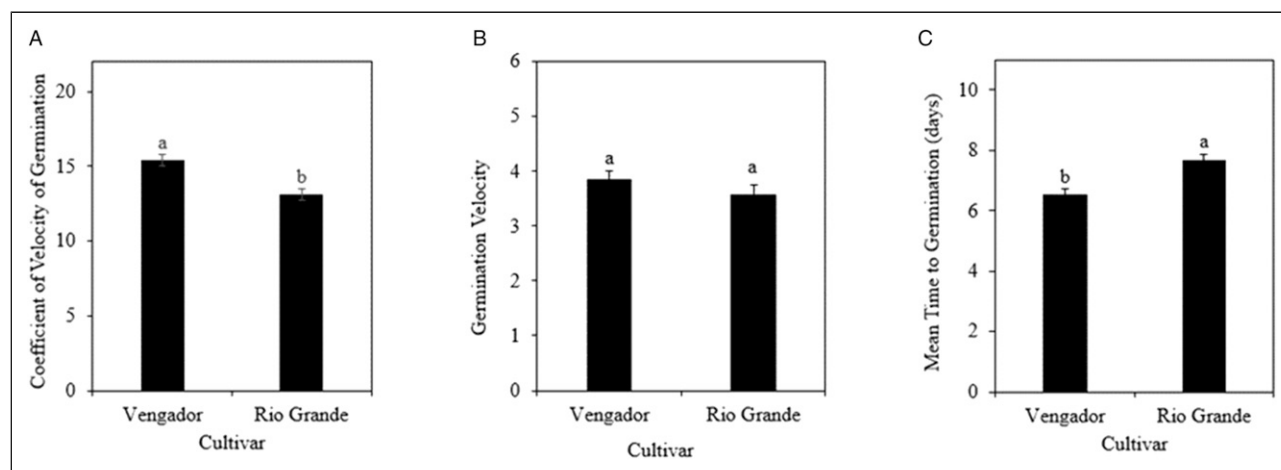 A
Coefficient of Velocity of Germination
20
15
10
5
0
a
b
Vengador
Rio Grande
Cultivar
B
Germination Velocity
6
5
4
3
2
1
0
a
a
Vengador
Rio Grande
Cultivar
C
Mean Time to Germination (days)
10
8
6
4
2
0
b
a
Vengador
Rio Grande
Cultivar